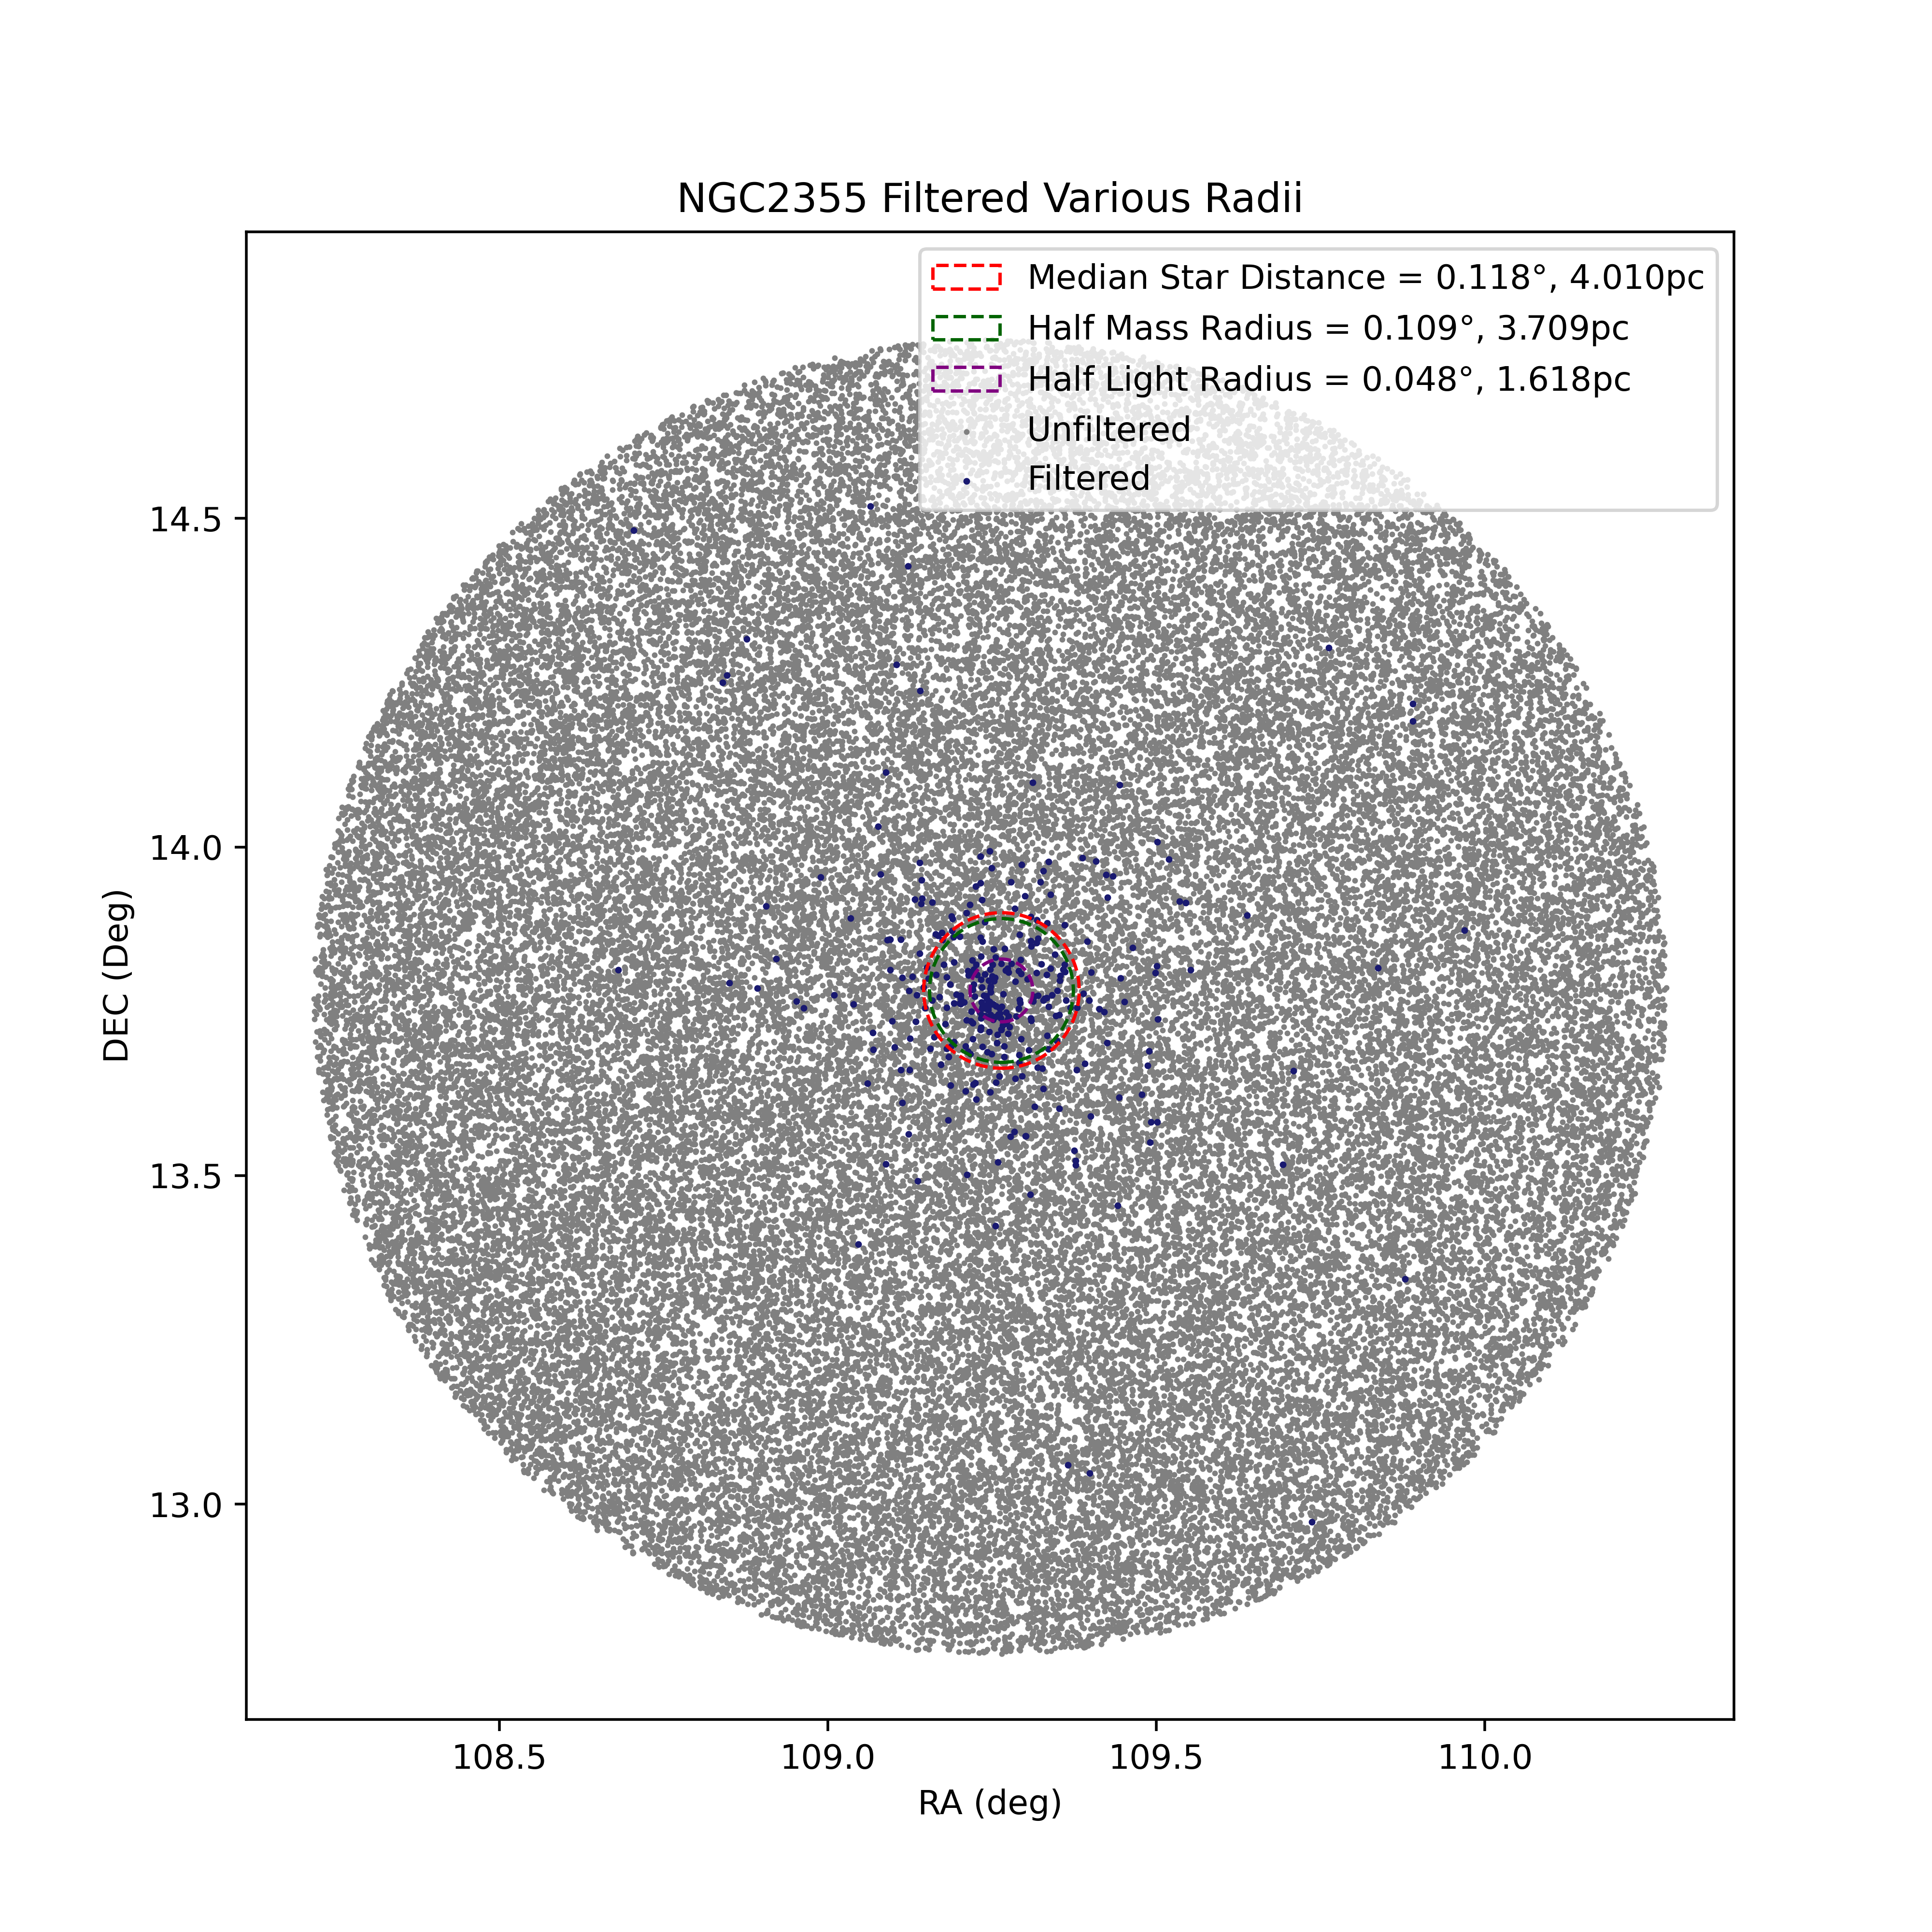 NGC2355 Filtered Various Radii
Median Star Distance = 0.118°, 4.010pc
Half Mass Radius = 0.109°, 3.709pc
Half Light Radius = 0.048°, 1.618pc
Unfiltered
Filtered
14.5
14.0
13.5
13.0
DEC (Deg)
108.5 109.0 109.5 110.0
RA (deg)